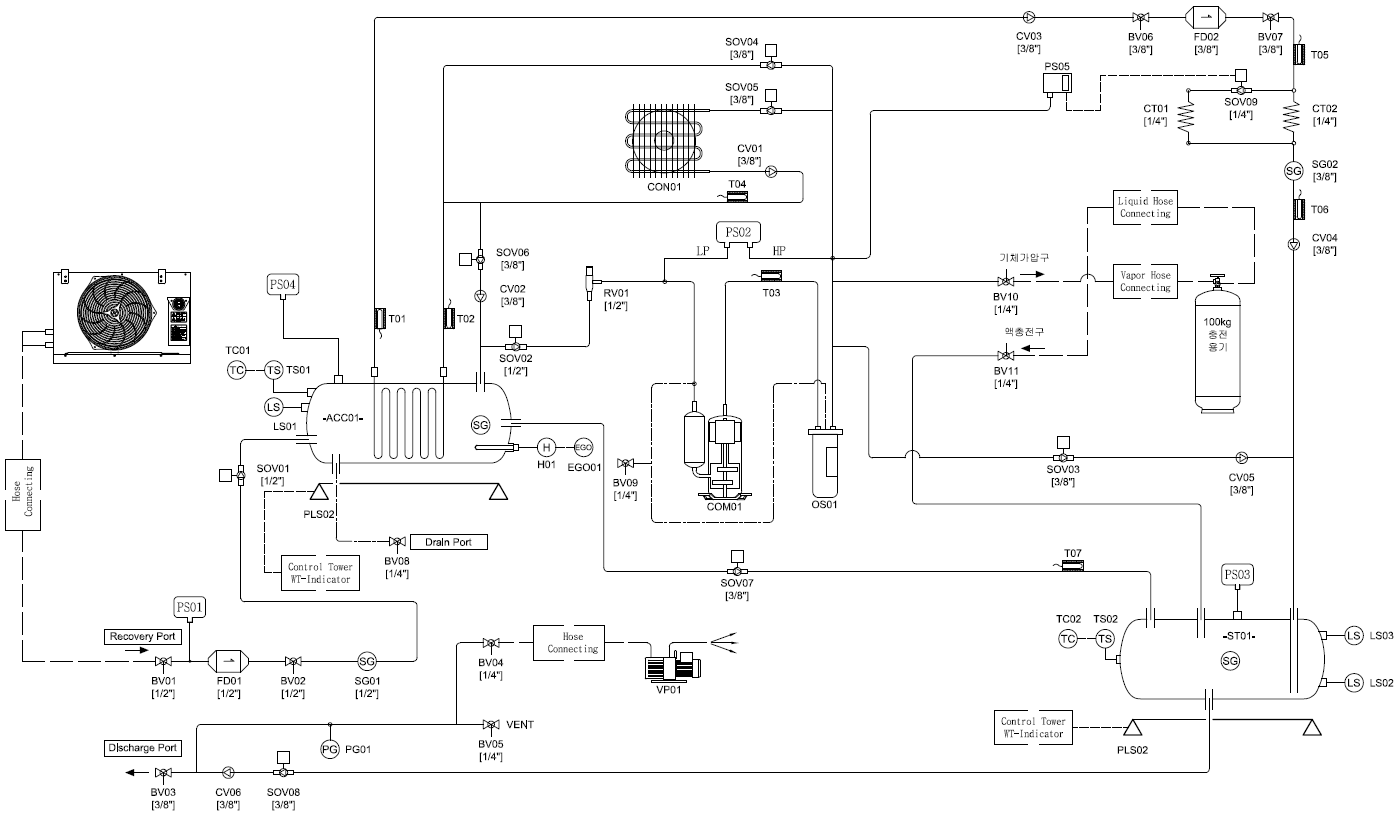 CV03
[3/8"]
BV06
[3/8"]
FD02
[3/8"]
BV07
[3/8"]
T05
SOV04
[3/8"]
SOV05
[3/8"]
PS05
SOV09
[1/4"]
CT01
[1/4"]
CT02
[1/4"]
CV01
[3/8"]
CON01
T04
SG
SG02
[3/8"]
T06
CV04
[3/8"]
Liquid Hose
Connecting
PS02
LP
HP
T03
기체가압구
BV10
[1/4"]
Vapor Hose
Connecting
SOV06
[3/8"]
CV02
[3/8"]
RV01
[1/2"]
PS04
T01
T02
SOV02
[1/2"]
액충전구
BV11
[1/4"]
100kg
충전
용기
TC01
TC
TS
TS01
LS
LS01
-ACC01-
SG
H
H01
EGO
EGO01
SOV01
[1/2"]
Hose
Connecting
PLS02
BV09
[1/4"]
COM01
OS01
SOV03
[3/8"]
CV05
[3/8"]
BV08
[1/4"]
Drain Port
Control Tower
WT-Indicator
SOV07
[3/8"]
T07
PS03
PS01
Recovery Port
BV01
[1/2"]
FD01
[1/2"]
BV02
[1/2"]
SG
SG01
[1/2"]
BV04
[1/4"]
Hose
Connecting
VP01
TC02
TC
TS02
TS
-ST01-
SG
LS
LS03
LS
LS02
VENT
BV05
[1/4"]
PG
PG01
Control Tower
WT-Indicator
PLS02
DIscharge Port
BV03
[3/8"]
CV06
[3/8"]
SOV08
[3/8"]